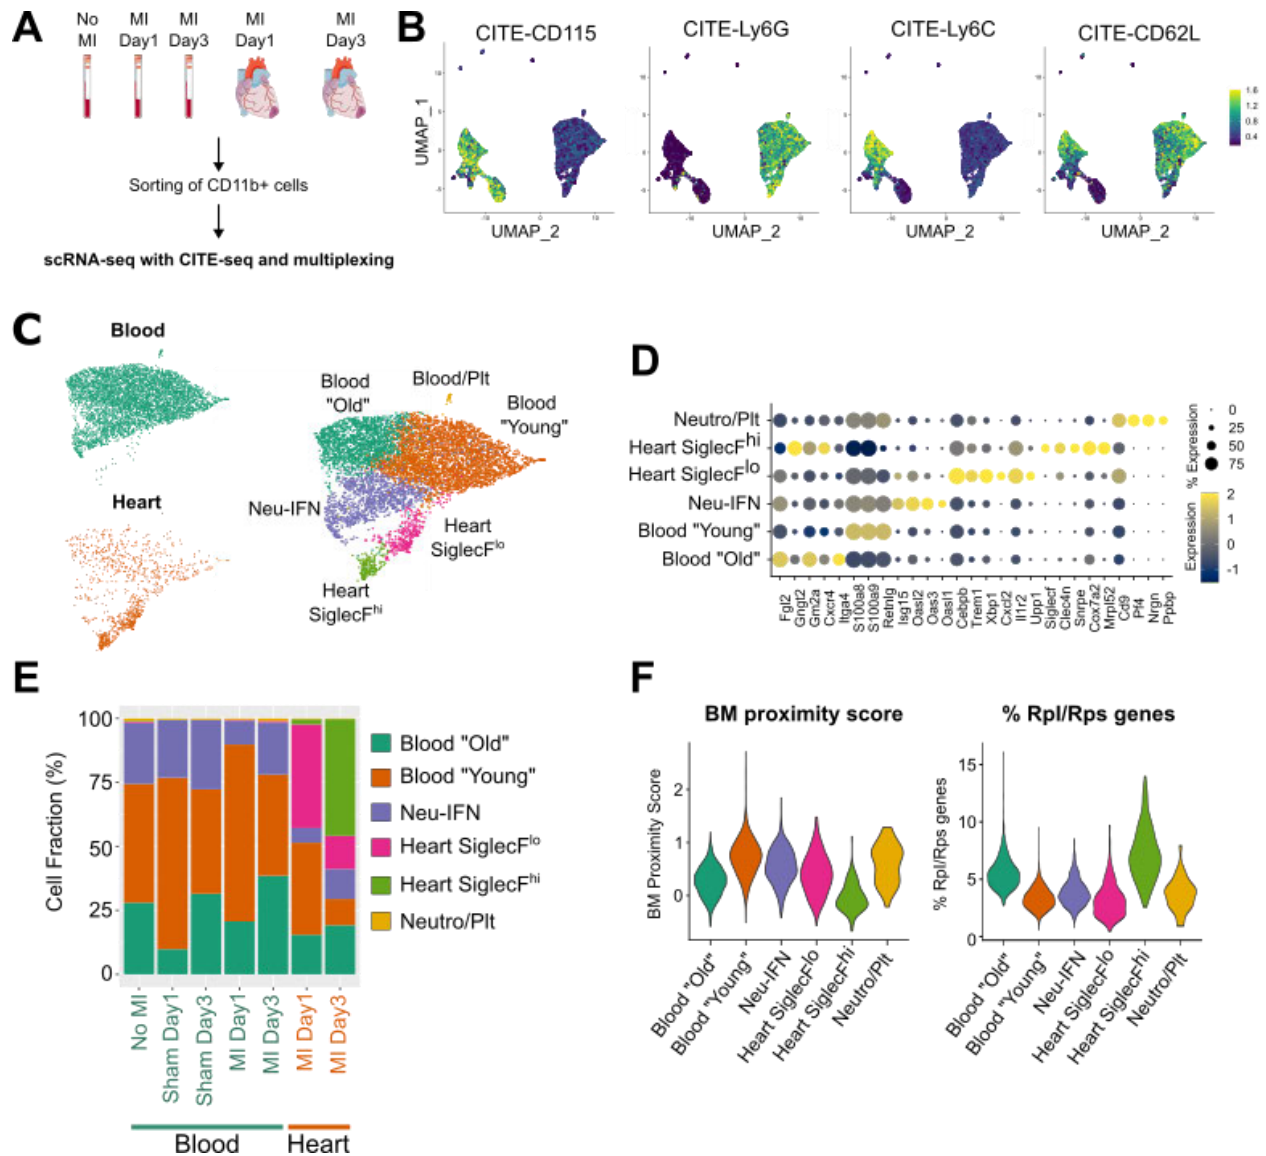 A
No MI
MI Day1
MI Day3
MI Day1
MI Day3
Sorting of CD11b+ cells
scRNA-seq with CITE-seq and multiplexing
B
CITE-CD115
CITE-Ly6G
CITE-Ly6C
CITE-CD62L
UMAP_1
UMAP_2
UMAP_2
UMAP_2
UMAP_2
1.6
1.2
0.8
0.4
C
Blood
Heart
Blood "Old"
Blood/Plt
Blood "Young"
Neu-IFN
Heart SiglecFlo
Heart SiglecFhi
D
Neutro/Plt
Heart SiglecFhi
Heart SiglecFlo
Neu-IFN
Blood "Young"
Blood "Old"
Fgl2
Gngt2
Gm2a
Cxcr4
Itga4
S100a8
S100a9
Retnlg
Isg15
Oasl2
Oas3
Oasl1
Cebpb
Trem1
Xbp1
Cxcl2
Il1r2
Upp1
Siglecf
Clec4n
Snrpe
Cox7a2
Mrpl52
Cd9
Pf4
Nrgn
Ppbp
% Expression
0
25
50
75
Expression
2
1
0
-1
E
Cell Fraction (%)
100
75
50
25
0
No MI
Sham Day1
Sham Day3
MI Day1
MI Day3
MI Day1
MI Day3
Blood
Heart
Blood "Old"
Blood "Young"
Neu-IFN
Heart SiglecFlo
Heart SiglecFhi
Neutro/Plt
F
BM proximity score
BM Proximity Score
2
1
0
Blood "Old"
Blood "Young"
Neu-IFN
Heart SiglecFlo
Heart SiglecFhi
Neutro/Plt
% Rpl/Rps genes
% Rpl/Rps genes
15
10
5
0
Blood "Old"
Blood "Young"
Neu-IFN
Heart SiglecFlo
Heart SiglecFhi
Neutro/Plt